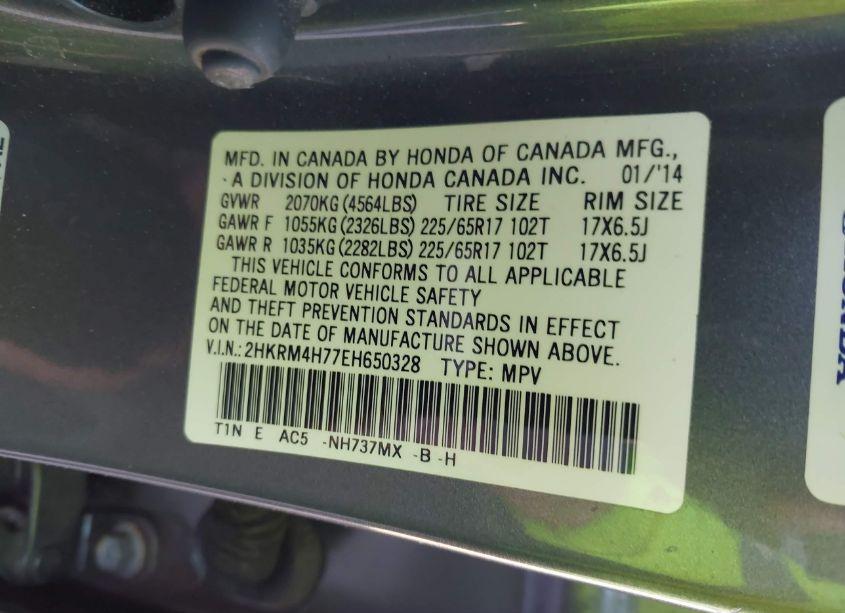 MFD. IN CANADA BY HONDA OF CANADA MFG.,
A DIVISION OF HONDA CANADA INC. 01/'14
GVWR 2070KG (4564LBS) TIRE SIZE RIM SIZE
GAWR F 1055KG (2326LBS) 225/65R17 102T 17X6.5J
GAWR R 1035KG (2282LBS) 225/65R17 102T 17X6.5J
THIS VEHICLE CONFORMS TO ALL APPLICABLE
FEDERAL MOTOR VEHICLE SAFETY
AND THEFT PREVENTION STANDARDS IN EFFECT
ON THE DATE OF MANUFACTURE SHOWN ABOVE.
V.I.N.: 2HKRM4H77EH650328 TYPE: MPV
T1N E AC5 -NH737MX -B -H